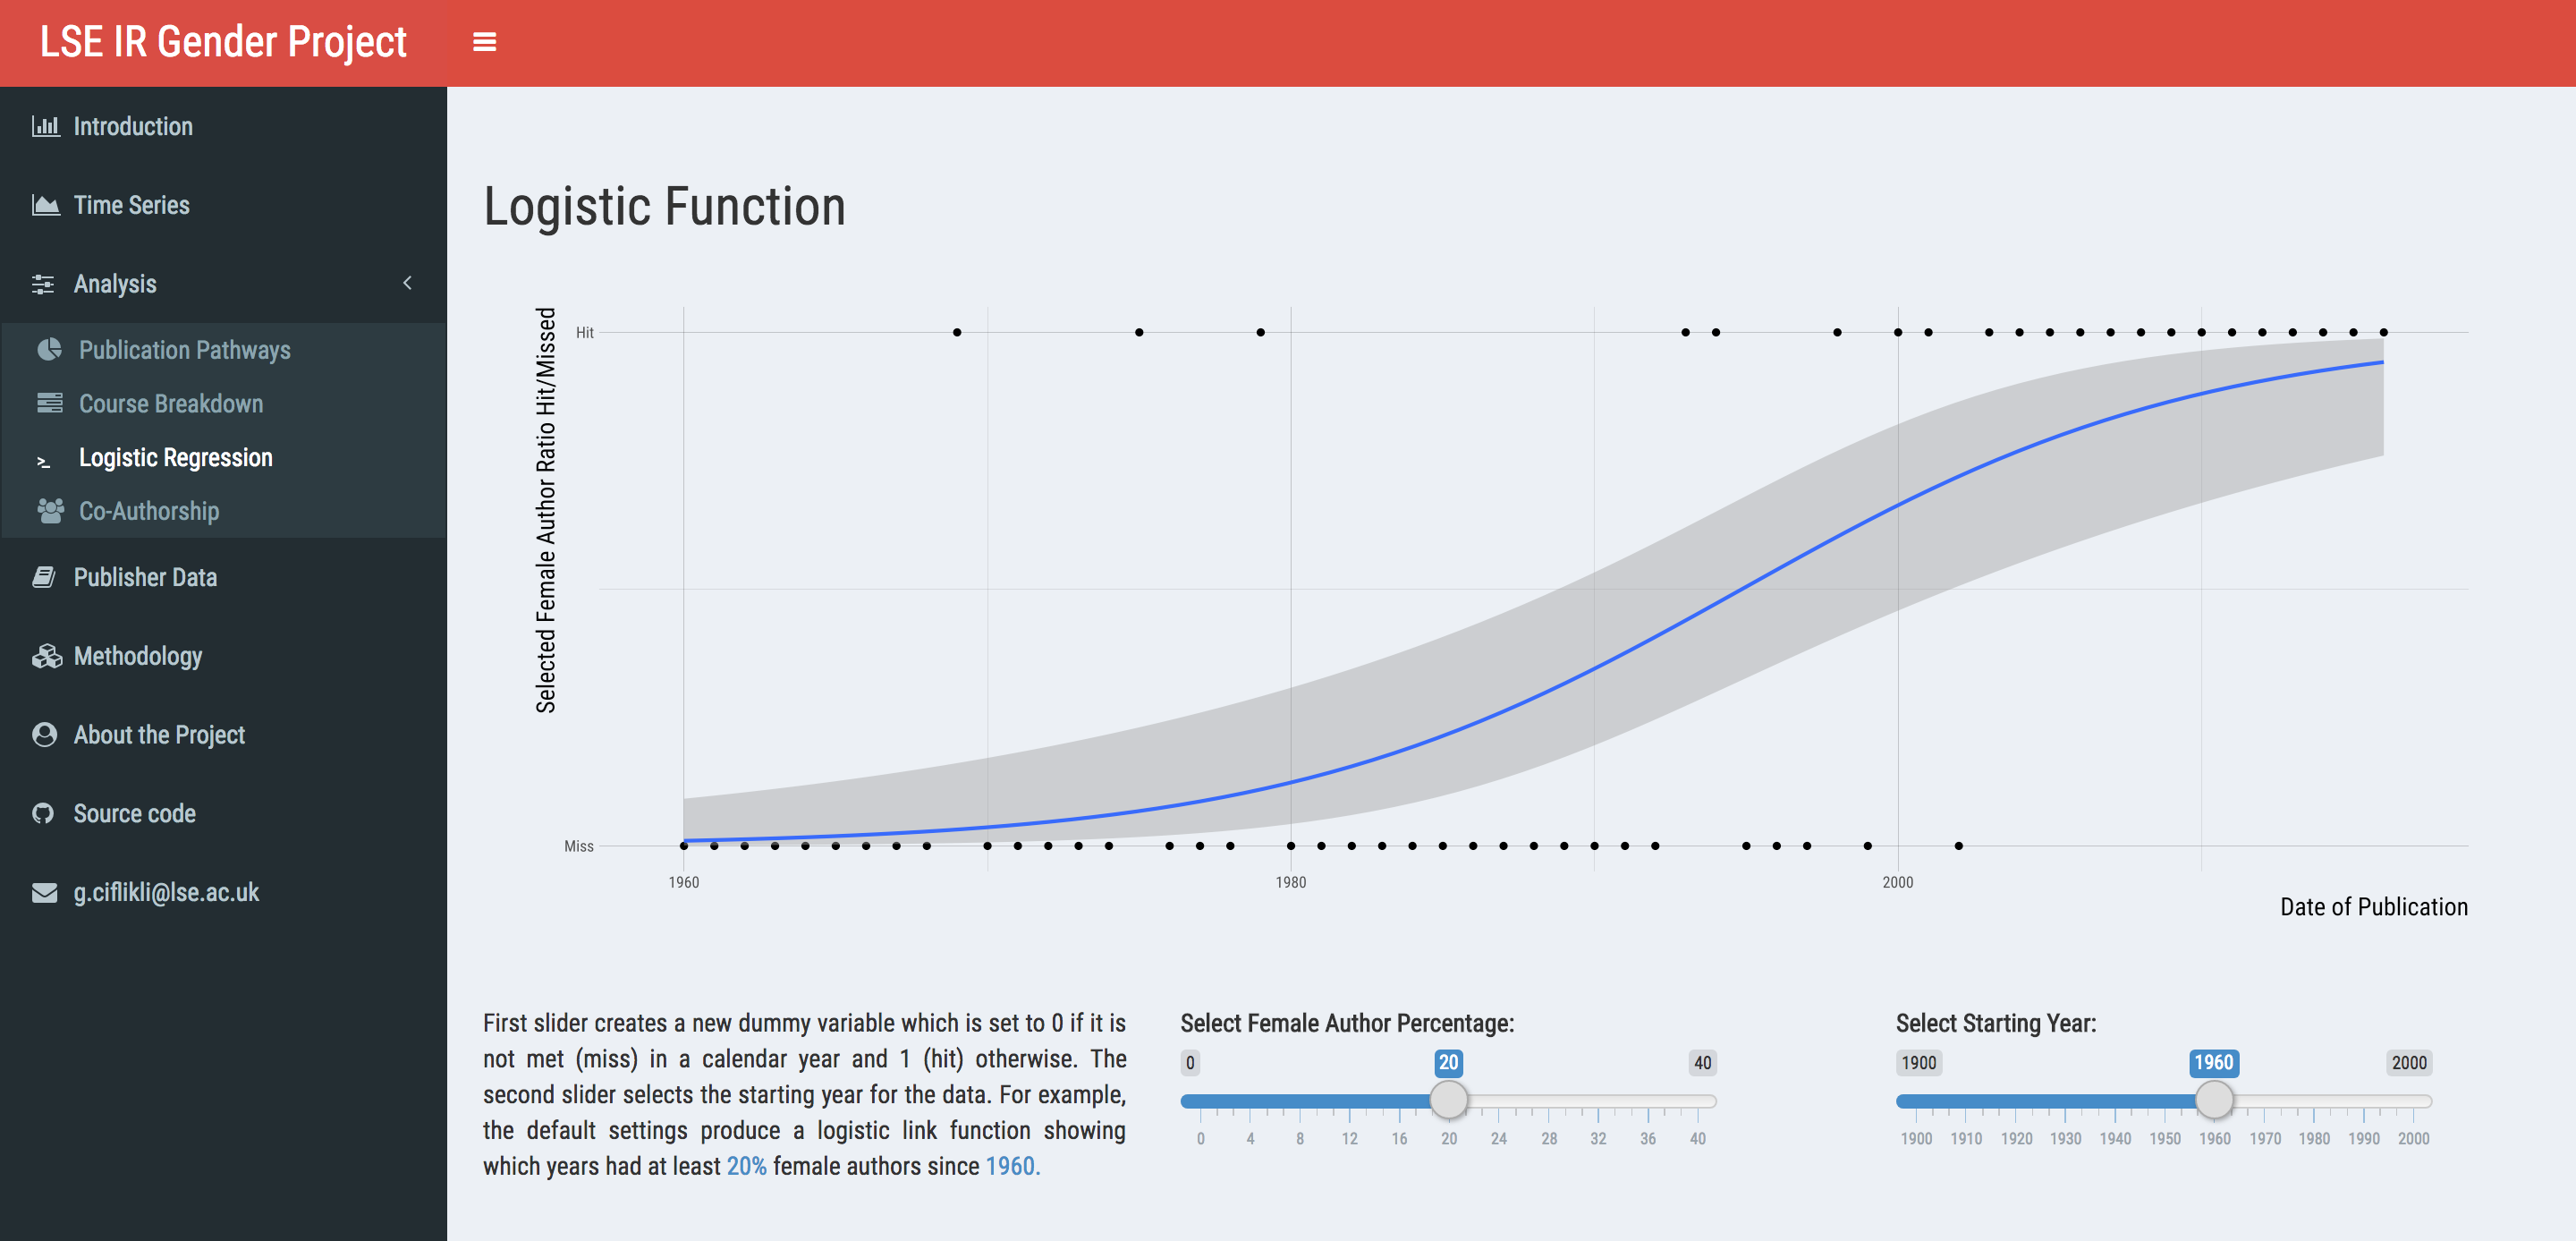 LSE IR Gender Project
Introduction
Time Series
Analysis
Publication Pathways
Course Breakdown
Logistic Regression
Co-Authorship
Publisher Data
Methodology
About the Project
Source code
g.ciflikli@lse.ac.uk
Logistic Function
Selected Female Author Ratio Hit/Missed
Hit
Miss
1960 1980 2000
Date of Publication
First slider creates a new dummy variable which is set to 0 if it is
not met (miss) in a calendar year and 1 (hit) otherwise. The
second slider selects the starting year for the data. For example,
the default settings produce a logistic link function showing
which years had at least 20% female authors since 1960.
Select Female Author Percentage:
0 20 40
0 4 8 12 16 20 24 28 32 36 40
Select Starting Year:
1900 1960 2000
1900 1910 1920 1930 1940 1950 1960 1970 1980 1990 2000